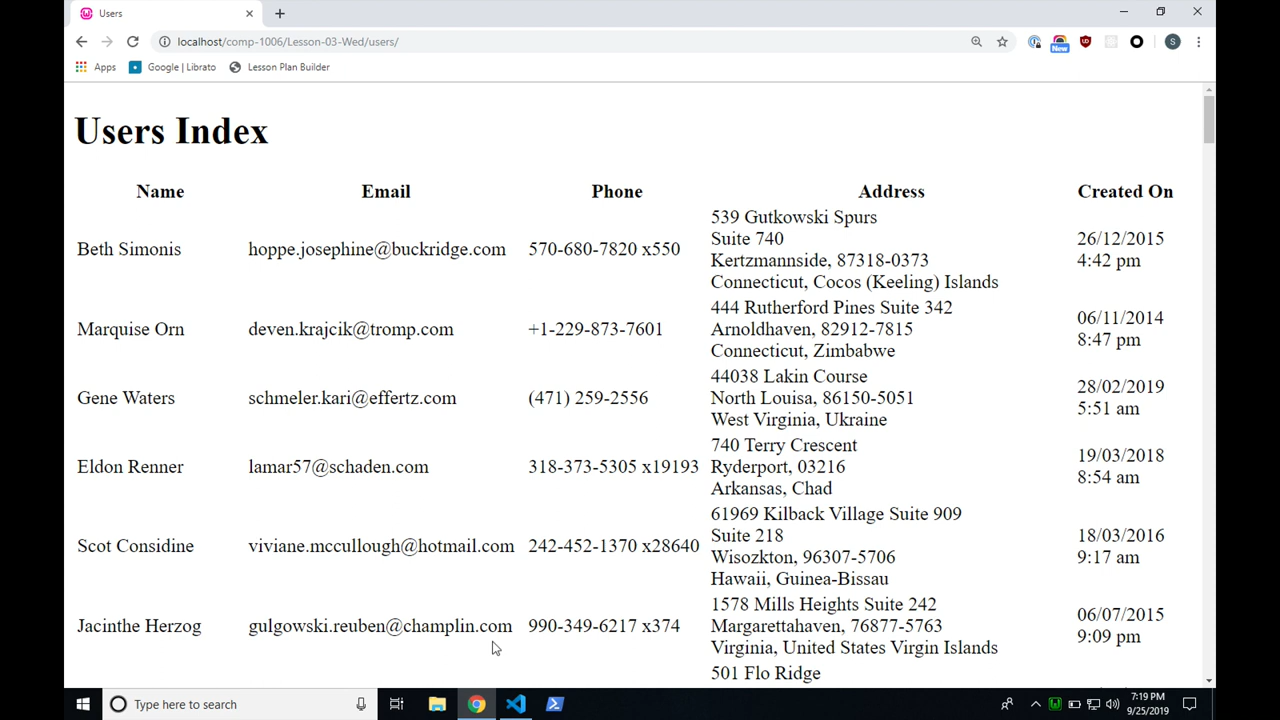 Users
localhost/comp-1006/Lesson-03-Wed/users/
New
S
Apps
Google | Librato
Lesson Plan Builder
Users Index
Name Email Phone Address Created On
539 Gutkowski Spurs
Suite 740
Beth Simonis hoppe.josephine@buckridge.com 570-680-7820 x550
Kertzmannside, 87318-0373
Connecticut, Cocos (Keeling) Islands
26/12/2015
4:42 pm
444 Rutherford Pines Suite 342
Marquise Orn deven.krajcik@tromp.com +1-229-873-7601
Arnoldhaven, 82912-7815
Connecticut, Zimbabwe
06/11/2014
8:47 pm
44038 Lakin Course
Gene Waters schmeler.kari@effertz.com (471) 259-2556
North Louisa, 86150-5051
West Virginia, Ukraine
28/02/2019
5:51 am
740 Terry Crescent
Eldon Renner lamar57@schaden.com 318-373-5305 x19193
Ryderport, 03216
Arkansas, Chad
19/03/2018
8:54 am
61969 Kilback Village Suite 909
Suite 218
Scot Considine viviane.mccullough@hotmail.com 242-452-1370 x28640
Wisozkton, 96307-5706
Hawaii, Guinea-Bissau
18/03/2016
9:17 am
1578 Mills Heights Suite 242
Jacinthe Herzog gulgowski.reuben@champlin.com 990-349-6217 x374
Margarettahaven, 76877-5763
Virginia, United States Virgin Islands
06/07/2015
9:09 pm
501 Flo Ridge
Type here to search
7:19 PM
9/25/2019